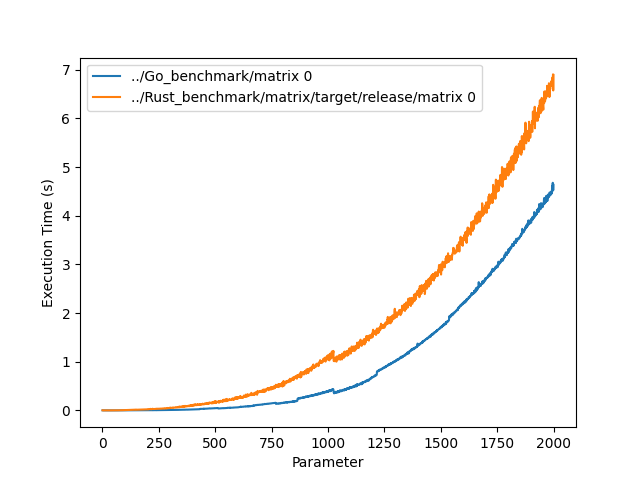 ../Go_benchmark/matrix 0
../Rust_benchmark/matrix/target/release/matrix 0
Execution Time (s)
7
6
5
4
3
2
1
0
0 250 500 750 1000 1250 1500 1750 2000
Parameter